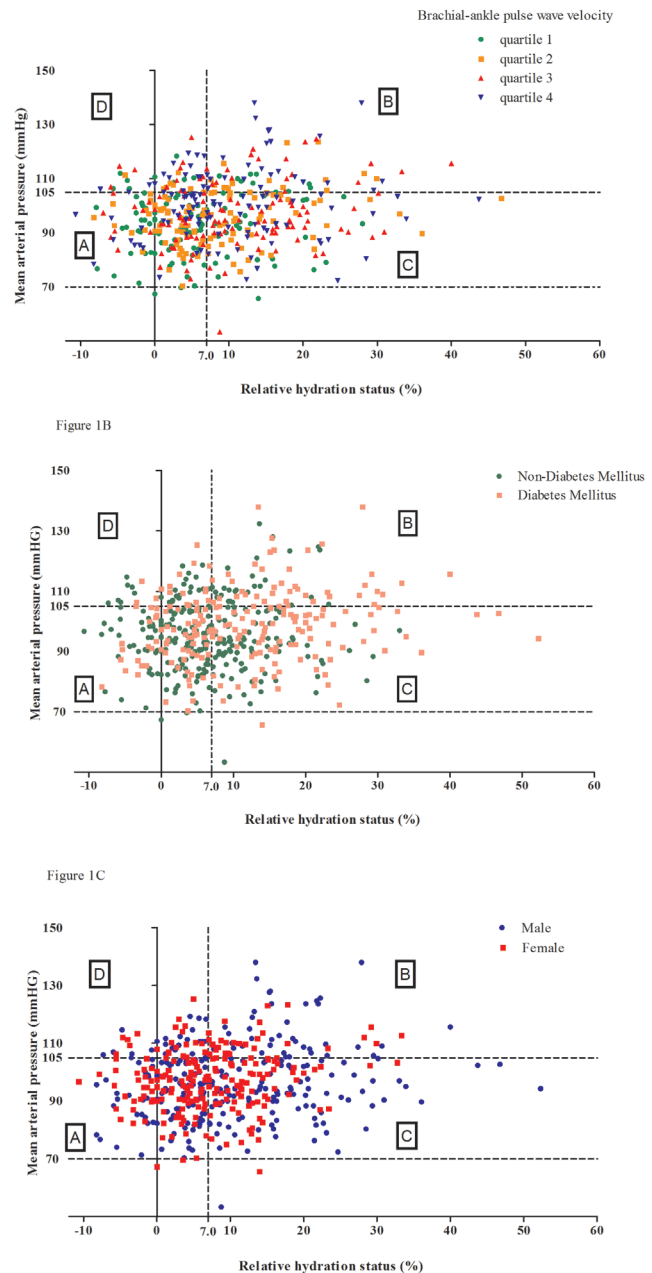 Brachial-ankle pulse wave velocity
quartile 1
quartile 2
quartile 3
quartile 4
150
130
110
105
90
70
Mean arterial pressure (mmHg)
D
B
A
C
-10 0 7.0 10 20 30 40 50 60
Relative hydration status (%)
Figure 1B
Non-Diabetes Mellitus
Diabetes Mellitus
150
130
110
105
90
70
Mean arterial pressure (mmHG)
D
B
A
C
-10 0 7.0 10 20 30 40 50 60
Relative hydration status (%)
Figure 1C
Male
Female
150
130
110
105
90
70
Mean arterial pressure (mmHG)
D
B
A
C
-10 0 7.0 10 20 30 40 50 60
Relative hydration status (%)